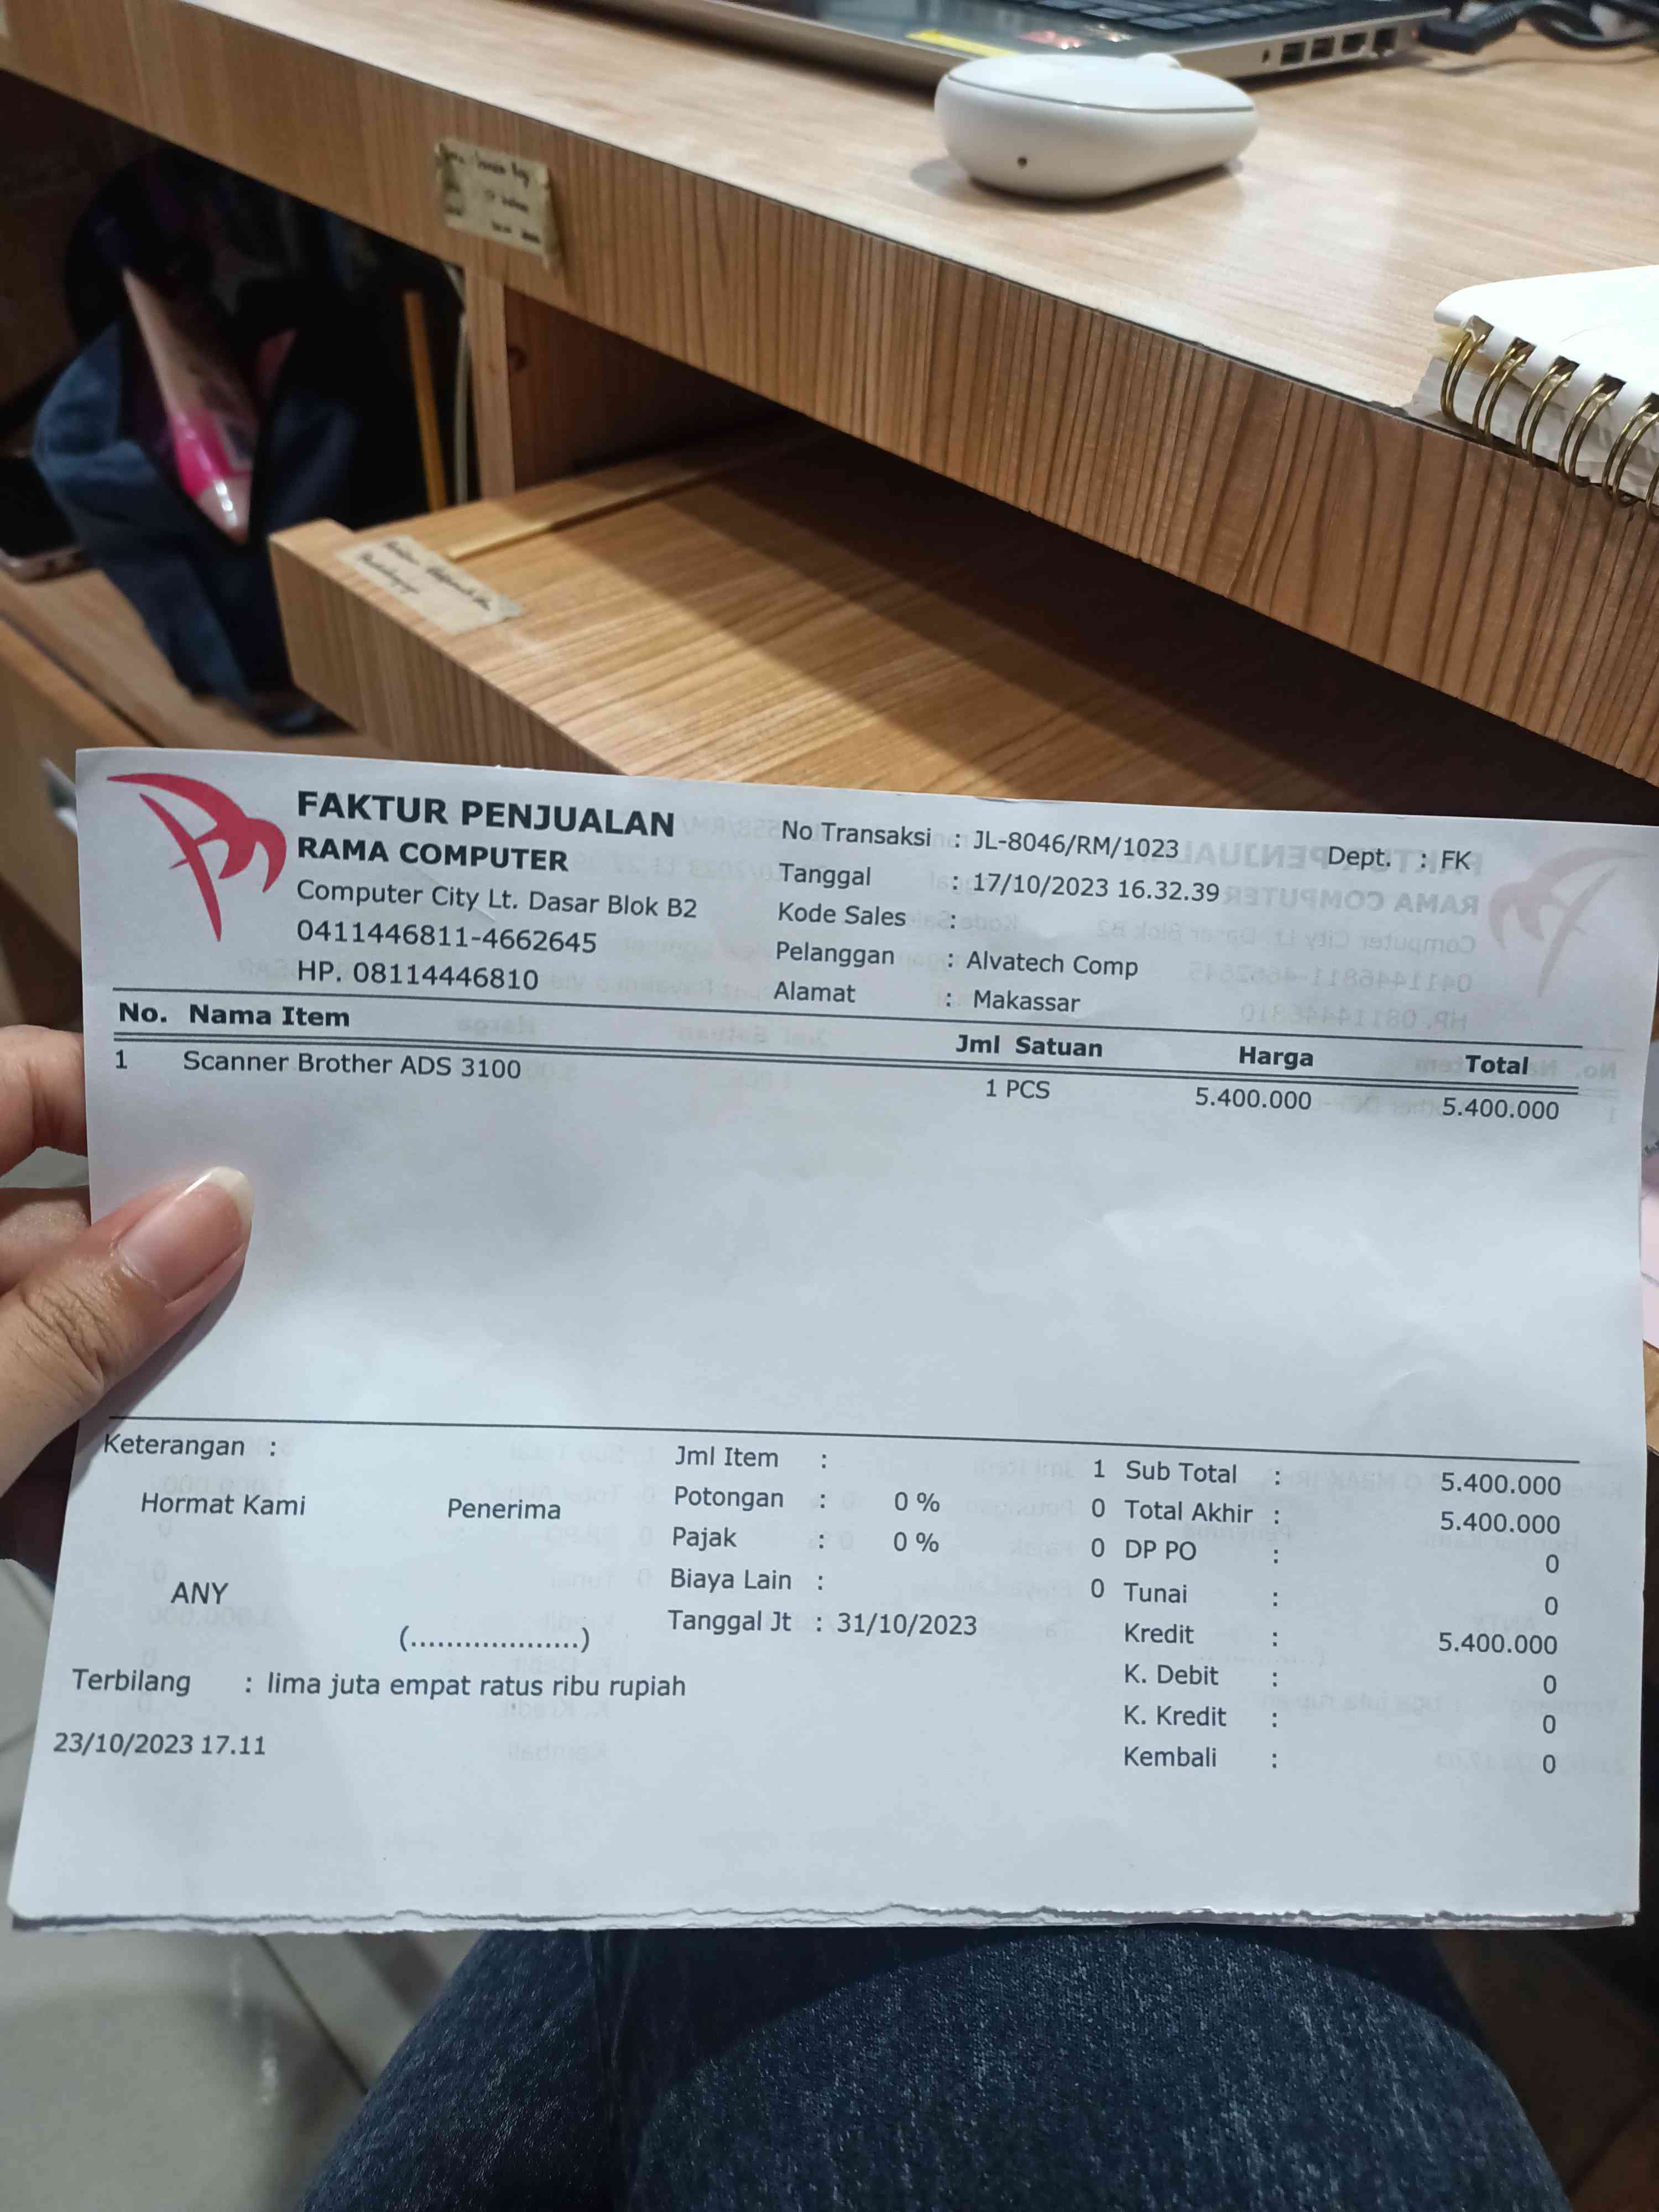 FAKTUR PENJUALAN
RAMA COMPUTER
Computer City Lt. Dasar Blok B2
0411446811-4662645
HP. 08114446810
No Transaksi : JL-8046/RM/1023
Dept. : FK
Tanggal : 17/10/2023 16.32.39
Kode Sales :
Pelanggan : Alvatech Comp
Alamat : Makassar
No. Nama Item Jml Satuan Harga Total
1 Scanner Brother ADS 3100 1 PCS 5.400.000 5.400.000
Keterangan :
Hormat Kami Penerima
ANY
(...................)
Jml Item : 1
Potongan : 0 % 0
Pajak : 0 % 0
Biaya Lain : 0
Tanggal Jt : 31/10/2023
Sub Total : 5.400.000
Total Akhir : 5.400.000
DP PO : 0
Tunai : 0
Kredit : 5.400.000
K. Debit : 0
K. Kredit : 0
Kembali : 0
Terbilang : lima juta empat ratus ribu rupiah
23/10/2023 17.11